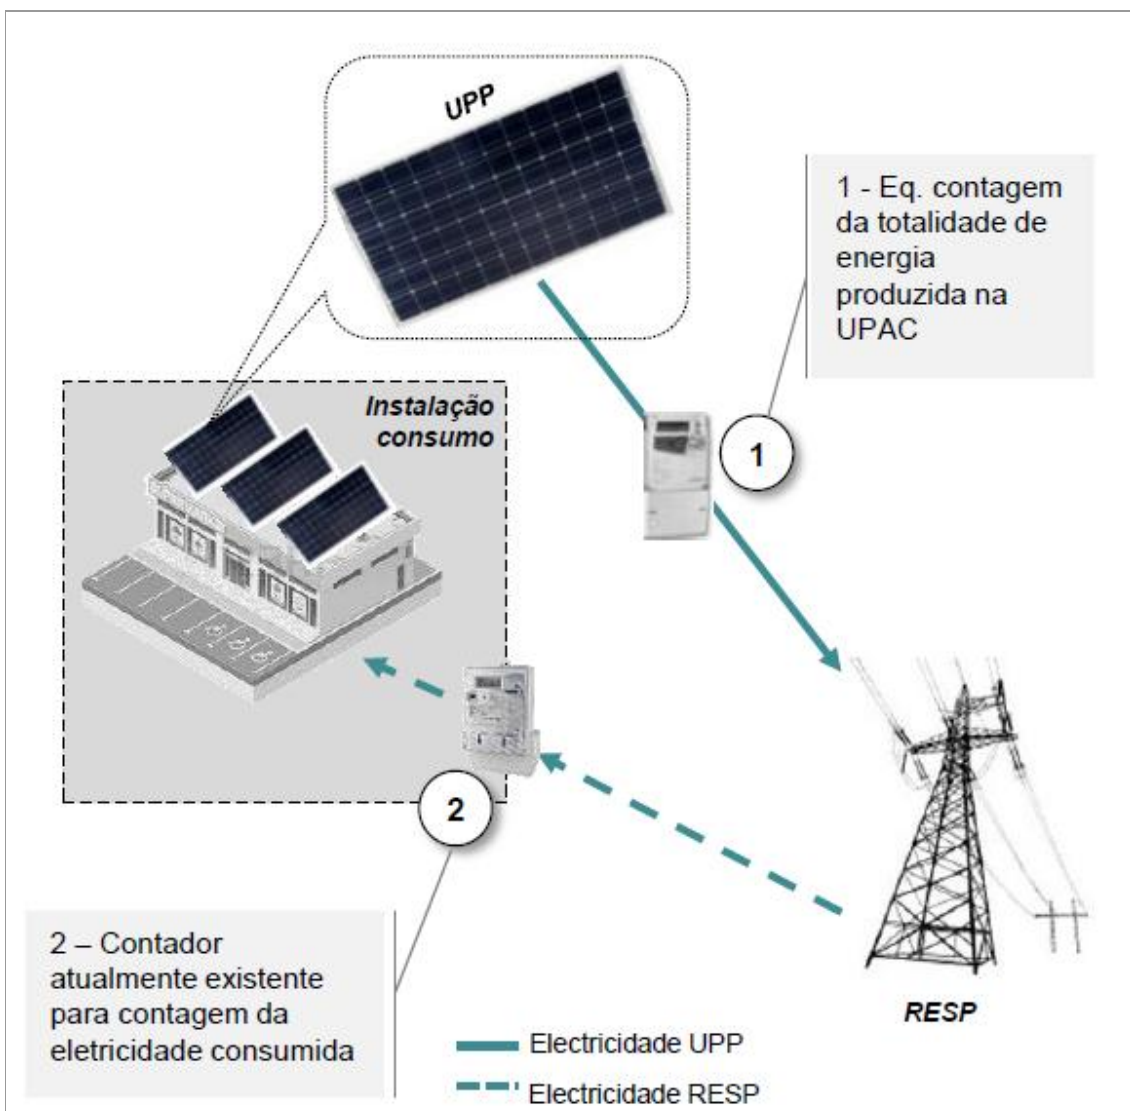 UPP
1 - Eq. contagem
da totalidade de
energia
produzida na
UPAC
Instalação
consumo
1
2
2 – Contador
atualmente existente
para contagem da
eletricidade consumida
RESP
Electricidade UPP
Electricidade RESP